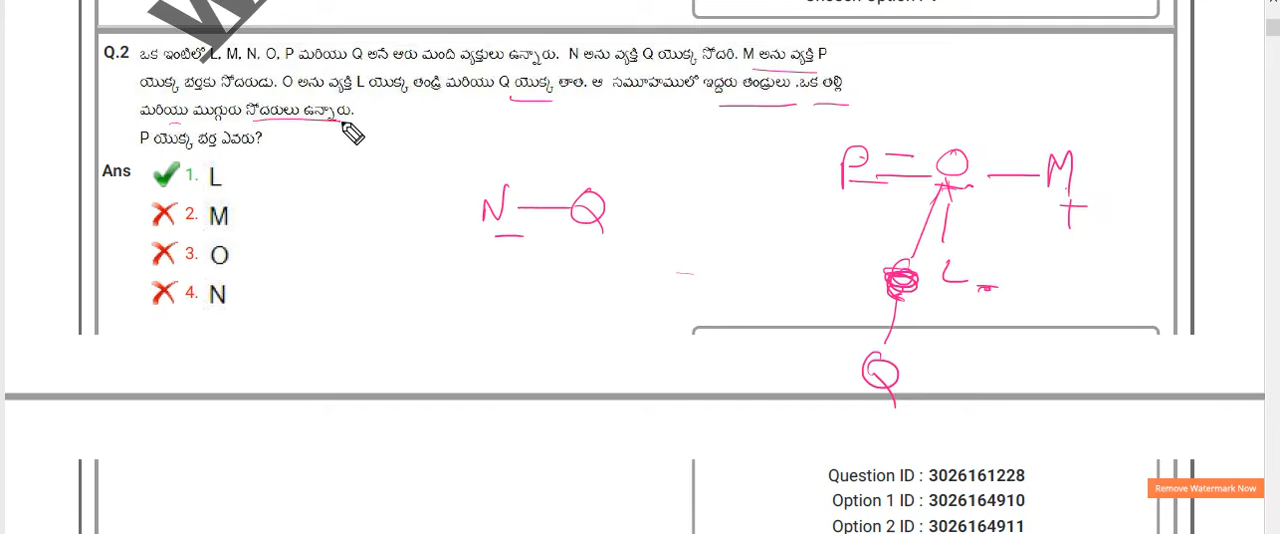 Q.2 ఒక ఇంటిలో L, M, N, O, P మరియు Q అనే ఆరు మంది వ్యక్తులు ఉన్నారు. N అను వ్యక్తి Q యొక్క సోదరి. M అను వ్యక్తి P
యొక్క భర్తకు సోదరుడు. O అను వ్యక్తి L యొక్క తండ్రి మరియు Q యొక్క తాత. ఆ సమూహములో ఇద్దరు తండ్రులు ,ఒక తల్లి
మరియు ముగ్గురు సోదరులు ఉన్నారు.
P యొక్క భర్త ఎవరు?
Ans 1. L
2. M
3. O
4. N
N Q
P O M
L
Q
Question ID : 3026161228
Option 1 ID : 3026164910
Option 2 ID : 3026164911
Remove Watermark Now